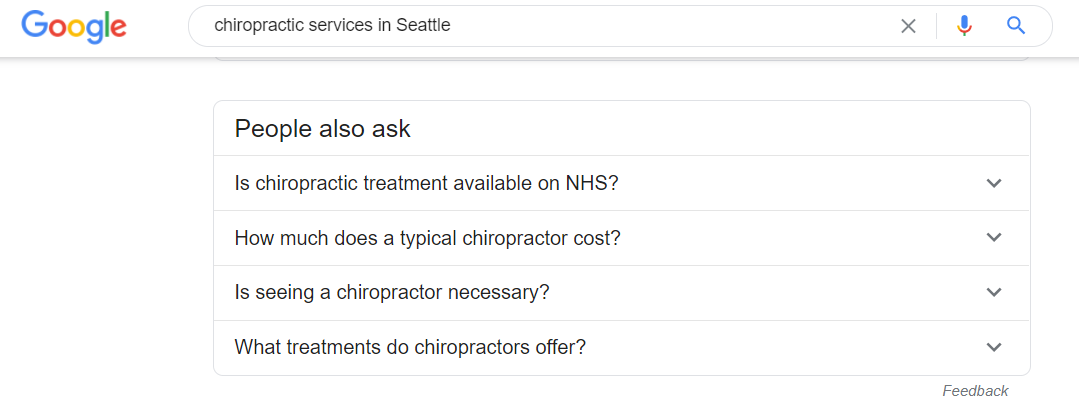 Google
chiropractic services in Seattle
People also ask
Is chiropractic treatment available on NHS?
How much does a typical chiropractor cost?
Is seeing a chiropractor necessary?
What treatments do chiropractors offer?
Feedback